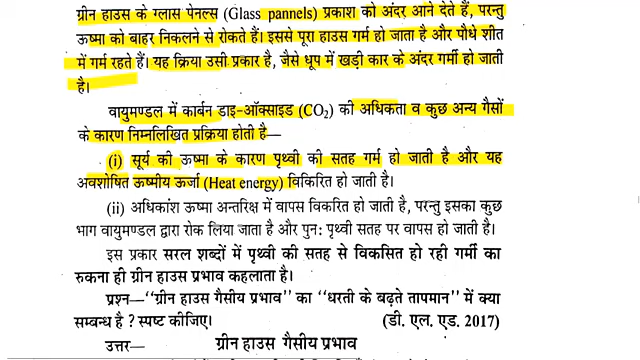 ग्रीन हाउस के ग्लास पेनल्स (Glass pannels) प्रकाश को अंदर आने देते हैं, परन्तु
ऊष्मा को बाहर निकलने से रोकते हैं। इससे पूरा हाउस गर्म हो जाता है और पौधे शीत
में गर्म रहते हैं। यह क्रिया उसी प्रकार है, जैसे धूप में खड़ी कार के अंदर गर्मी हो जाती
है।
वायुमण्डल में कार्बन डाइ-ऑक्साइड (CO₂) की अधिकता व कुछ अन्य गैसों
के कारण निम्नलिखित प्रक्रिया होती है—
(i) सूर्य की ऊष्मा के कारण पृथ्वी की सतह गर्म हो जाती है और यह
अवशोषित ऊष्मीय ऊर्जा (Heat energy) विकिरित हो जाती है।
(ii) अधिकांश ऊष्मा अन्तरिक्ष में वापस विकरित हो जाती है, परन्तु इसका कुछ
भाग वायुमण्डल द्वारा रोक लिया जाता है और पुन: पृथ्वी सतह पर वापस हो जाती है।
इस प्रकार सरल शब्दों में पृथ्वी की सतह से विकसित हो रही गर्मी का
रुकना ही ग्रीन हाउस प्रभाव कहलाता है।
प्रश्न—“ग्रीन हाउस गैसीय प्रभाव” का “धरती के बढ़ते तापमान” में क्या
सम्बन्ध है? स्पष्ट कीजिए। (डी. एल. एड. 2017)
उत्तर ग्रीन हाउस गैसीय प्रभाव